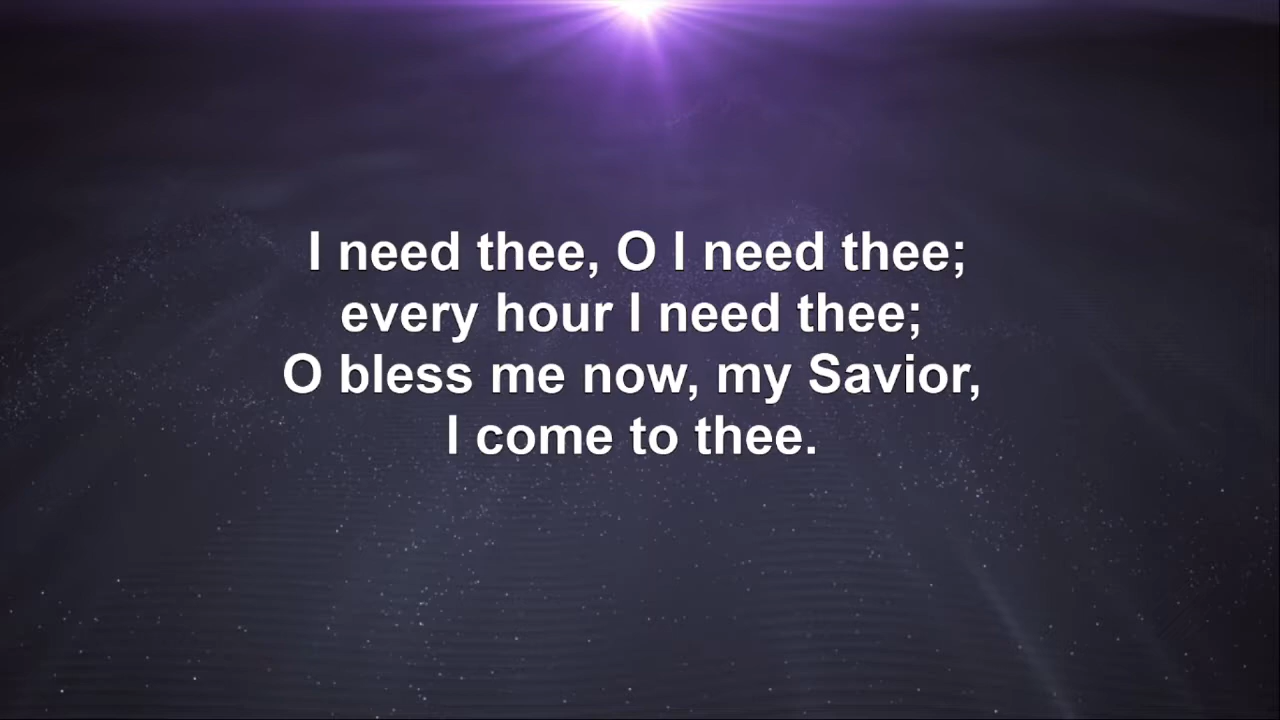 I need thee, O I need thee;
every hour I need thee;
O bless me now, my Savior,
I come to thee.